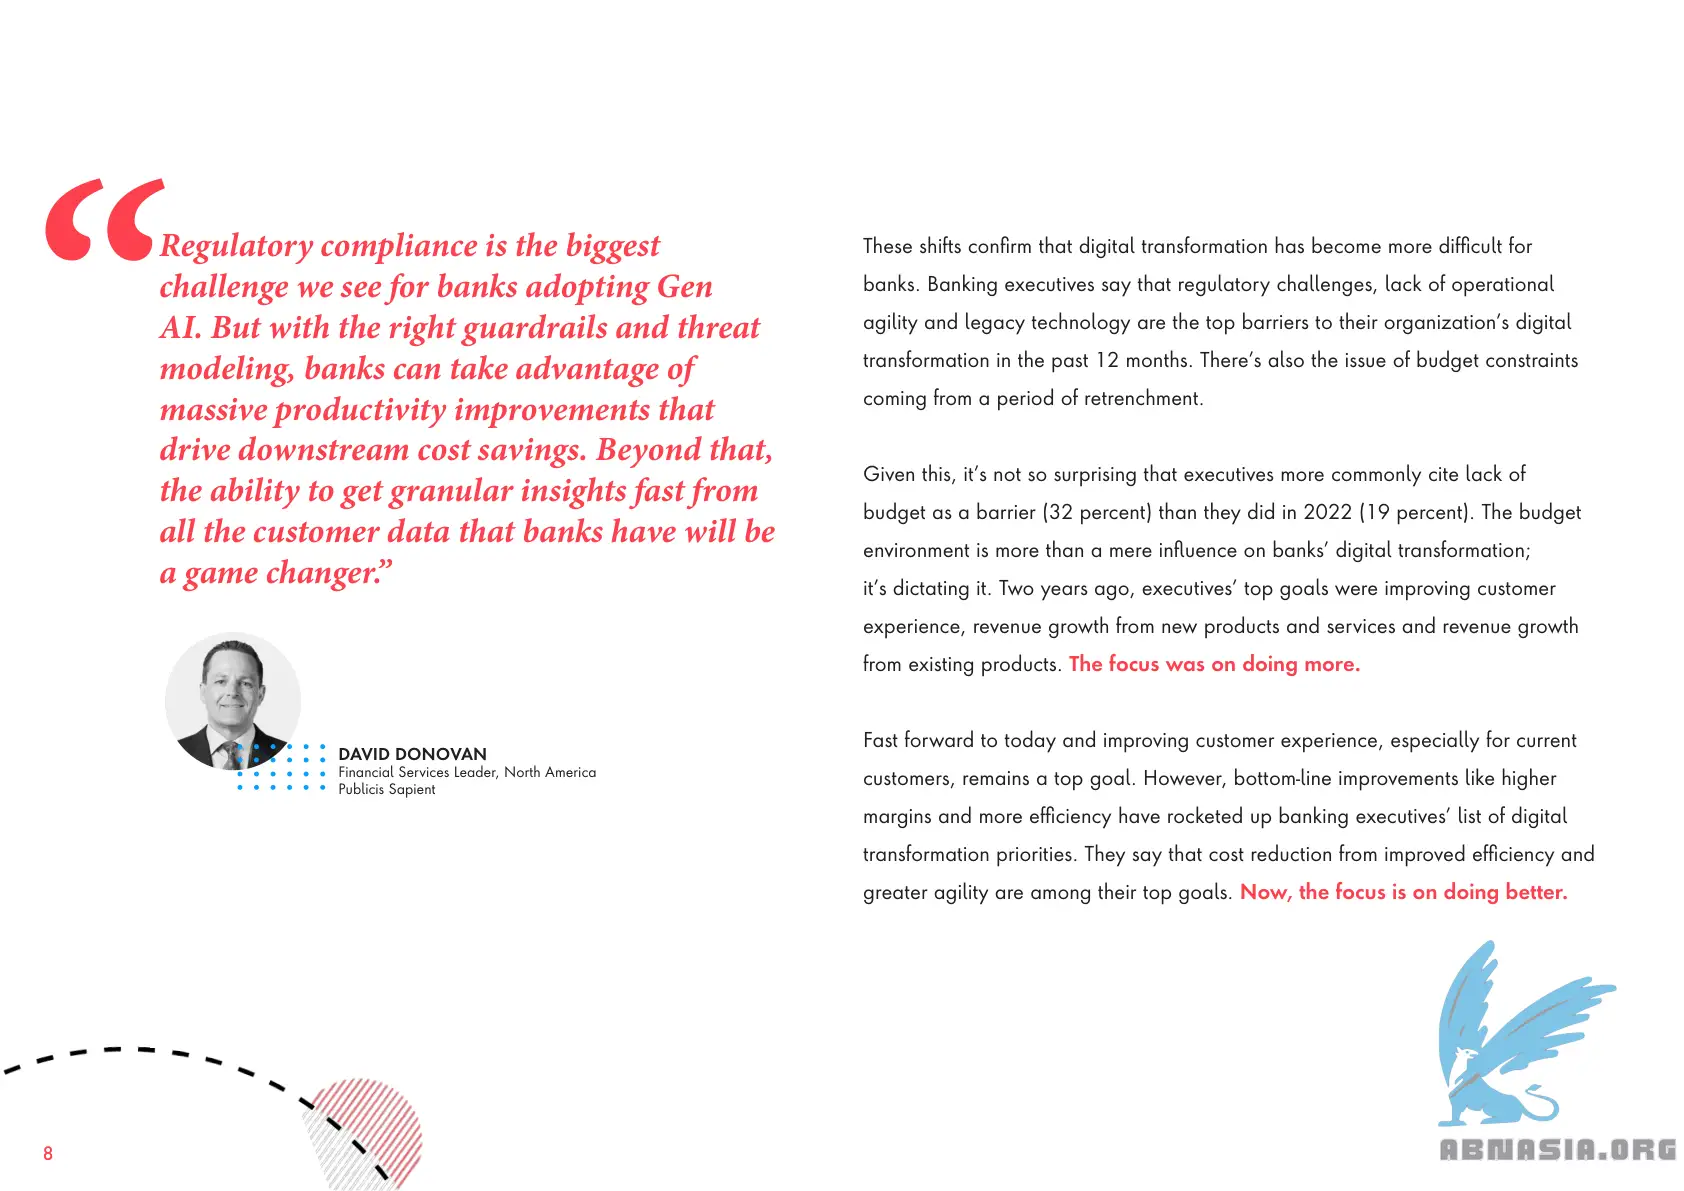 “
Regulatory compliance is the biggest
challenge we see for banks adopting Gen
AI. But with the right guardrails and threat
modeling, banks can take advantage of
massive productivity improvements that
drive downstream cost savings. Beyond that,
the ability to get granular insights fast from
all the customer data that banks have will be
a game changer.”
DAVID DONOVAN
Financial Services Leader, North America
Publicis Sapient
These shifts confirm that digital transformation has become more difficult for
banks. Banking executives say that regulatory challenges, lack of operational
agility and legacy technology are the top barriers to their organization’s digital
transformation in the past 12 months. There’s also the issue of budget constraints
coming from a period of retrenchment.
Given this, it’s not so surprising that executives more commonly cite lack of
budget as a barrier (32 percent) than they did in 2022 (19 percent). The budget
environment is more than a mere influence on banks’ digital transformation;
it’s dictating it. Two years ago, executives’ top goals were improving customer
experience, revenue growth from new products and services and revenue growth
from existing products. The focus was on doing more.
Fast forward to today and improving customer experience, especially for current
customers, remains a top goal. However, bottom-line improvements like higher
margins and more efficiency have rocketed up banking executives’ list of digital
transformation priorities. They say that cost reduction from improved efficiency and
greater agility are among their top goals. Now, the focus is on doing better.
8
ABNASIA.ORG